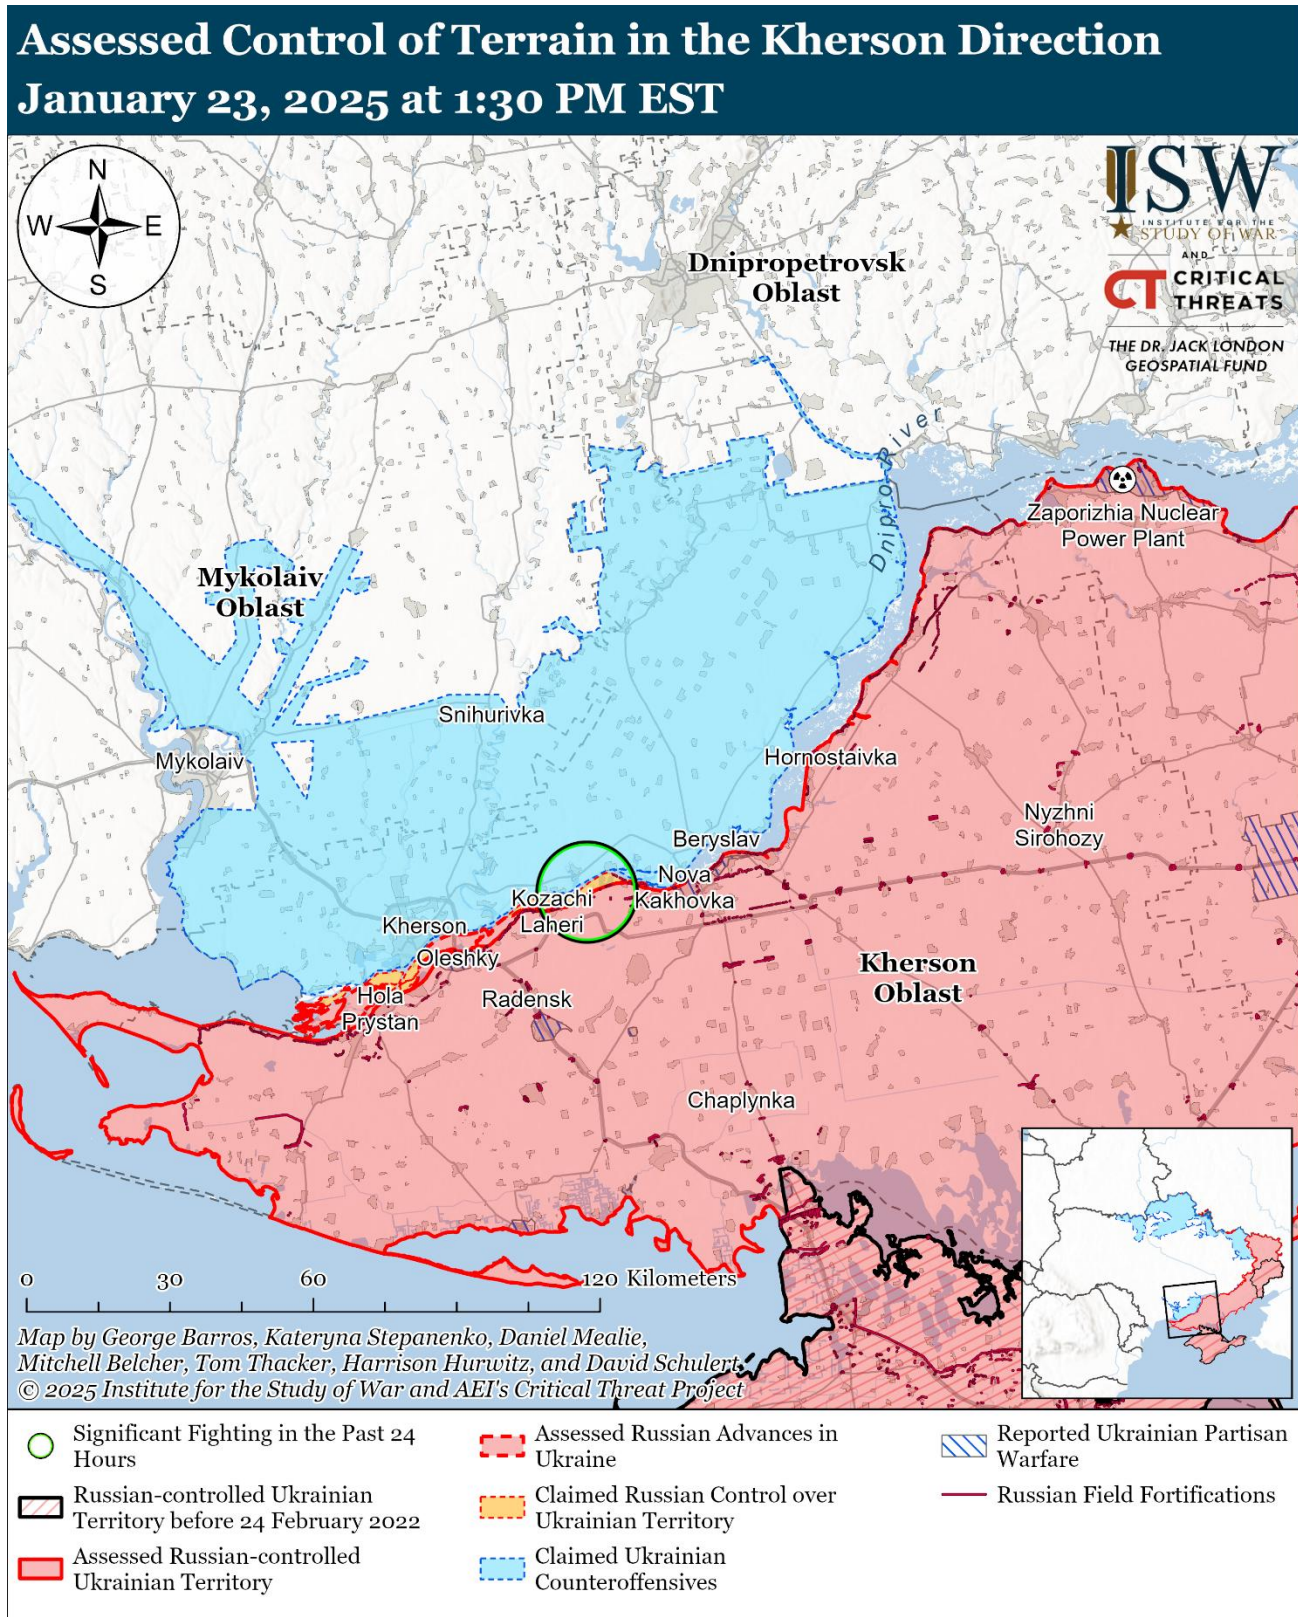 Assessed Control of Terrain in the Kherson Direction
January 23, 2025 at 1:30 PM EST
N
W
E
S
ISW
INSTITUTE FOR THE
STUDY OF WAR
AND
CT CRITICAL
THREATS
THE DR. JACK LONDON
GEOSPATIAL FUND
Dnipropetrovsk
Oblast
Dnipro River
Zaporizhia Nuclear
Power Plant
Mykolaiv
Oblast
Snihurivka
Mykolaiv
Hornostaivka
Nyzhni
Sirohozy
Beryslav
Nova
Kakhovka
Kozachi
Laheri
Kherson
Oleshky
Kherson
Oblast
Hola
Prystan
Radensk
Chaplynka
0 30 60 120 Kilometers
Map by George Barros, Kateryna Stepanenko, Daniel Mealie,
Mitchell Belcher, Tom Thacker, Harrison Hurwitz, and David Schulert
© 2025 Institute for the Study of War and AEI's Critical Threat Project
Significant Fighting in the Past 24
Hours
Russian-controlled Ukrainian
Territory before 24 February 2022
Assessed Russian-controlled
Ukrainian Territory
Assessed Russian Advances in
Ukraine
Claimed Russian Control over
Ukrainian Territory
Claimed Ukrainian
Counteroffensives
Reported Ukrainian Partisan
Warfare
Russian Field Fortifications